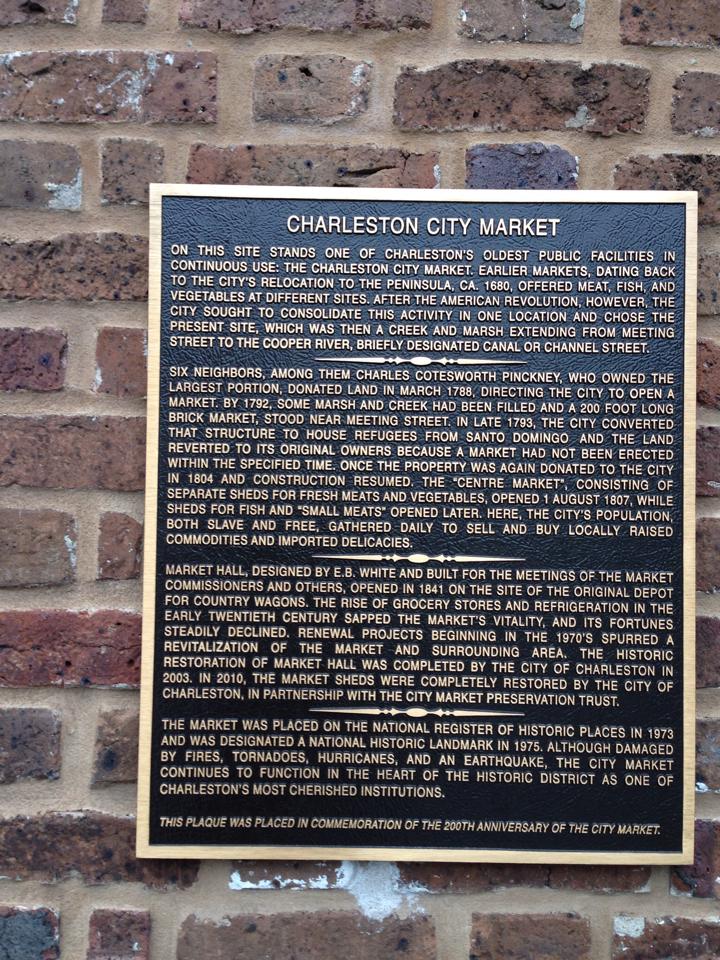 CHARLESTON CITY MARKET
ON THIS SITE STANDS ONE OF CHARLESTON'S OLDEST PUBLIC FACILITIES IN
CONTINUOUS USE: THE CHARLESTON CITY MARKET. EARLIER MARKETS, DATING BACK
TO THE CITY'S RELOCATION TO THE PENINSULA, CA. 1680, OFFERED MEAT, FISH, AND
VEGETABLES AT DIFFERENT SITES. AFTER THE AMERICAN REVOLUTION, HOWEVER, THE
CITY SOUGHT TO CONSOLIDATE THIS ACTIVITY IN ONE LOCATION AND CHOSE THE
PRESENT SITE, WHICH WAS THEN A CREEK AND MARSH EXTENDING FROM MEETING
STREET TO THE COOPER RIVER, BRIEFLY DESIGNATED CANAL OR CHANNEL STREET.
SIX NEIGHBORS, AMONG THEM CHARLES COTESWORTH PINCKNEY, WHO OWNED THE
LARGEST PORTION, DONATED LAND IN MARCH 1788, DIRECTING THE CITY TO OPEN A
MARKET. BY 1792, SOME MARSH AND CREEK HAD BEEN FILLED AND A 200 FOOT LONG
BRICK MARKET, STOOD NEAR MEETING STREET. IN LATE 1793, THE CITY CONVERTED
THAT STRUCTURE TO HOUSE REFUGEES FROM SANTO DOMINGO AND THE LAND
REVERTED TO ITS ORIGINAL OWNERS BECAUSE A MARKET HAD NOT BEEN ERECTED
WITHIN THE SPECIFIED TIME. ONCE THE PROPERTY WAS AGAIN DONATED TO THE CITY
IN 1804 AND CONSTRUCTION RESUMED. THE "CENTRE MARKET", CONSISTING OF
SEPARATE SHEDS FOR FRESH MEATS AND VEGETABLES, OPENED 1 AUGUST 1807, WHILE
SHEDS FOR FISH AND "SMALL MEATS" OPENED LATER. HERE, THE CITY'S POPULATION,
BOTH SLAVE AND FREE, GATHERED DAILY TO SELL AND BUY LOCALLY RAISED
COMMODITIES AND IMPORTED DELICACIES.
MARKET HALL, DESIGNED BY E.B. WHITE AND BUILT FOR THE MEETINGS OF THE MARKET
COMMISSIONERS AND OTHERS, OPENED IN 1841 ON THE SITE OF THE ORIGINAL DEPOT
FOR COUNTRY WAGONS. THE RISE OF GROCERY STORES AND REFRIGERATION IN THE
EARLY TWENTIETH CENTURY SAPPED THE MARKET'S VITALITY, AND ITS FORTUNES
STEADILY DECLINED. RENEWAL PROJECTS BEGINNING IN THE 1970'S SPURRED A
REVITALIZATION OF THE MARKET AND SURROUNDING AREA. THE HISTORIC
RESTORATION OF MARKET HALL WAS COMPLETED BY THE CITY OF CHARLESTON IN
2003. IN 2010, THE MARKET SHEDS WERE COMPLETELY RESTORED BY THE CITY OF
CHARLESTON, IN PARTNERSHIP WITH THE CITY MARKET PRESERVATION TRUST.
THE MARKET WAS PLACED ON THE NATIONAL REGISTER OF HISTORIC PLACES IN 1973
AND WAS DESIGNATED A NATIONAL HISTORIC LANDMARK IN 1975. ALTHOUGH DAMAGED
BY FIRES, TORNADOES, HURRICANES, AND AN EARTHQUAKE, THE CITY MARKET
CONTINUES TO FUNCTION IN THE HEART OF THE HISTORIC DISTRICT AS ONE OF
CHARLESTON'S MOST CHERISHED INSTITUTIONS.
THIS PLAQUE WAS PLACED IN COMMEMORATION OF THE 200TH ANNIVERSARY OF THE CITY MARKET.